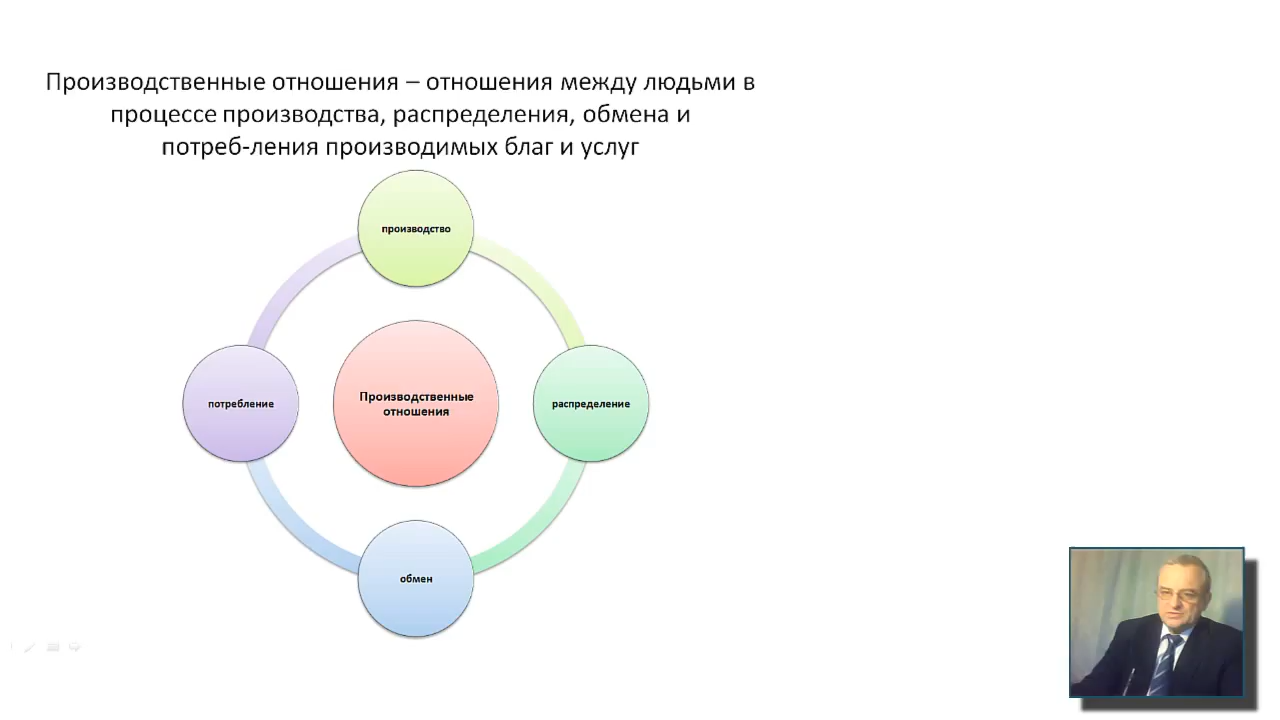 Производственные отношения – отношения между людьми в
процессе производства, распределения, обмена и
потреб-ления производимых благ и услуг
производство
потребление
Производственные
отношения
распределение
обмен